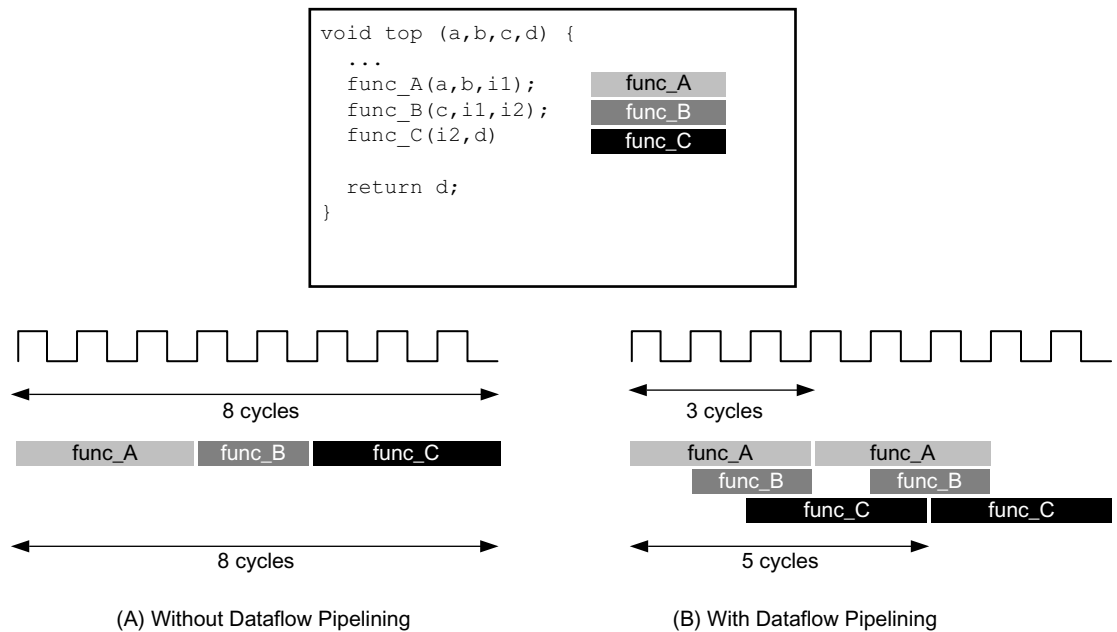 void top (a,b,c,d) {
...
func_A(a,b,i1);
func_B(c,i1,i2);
func_C(i2,d)
return d;
}
func_A
func_B
func_C
8 cycles
func_A func_B func_C
8 cycles
(A) Without Dataflow Pipelining
3 cycles
func_A func_A
func_B func_B
func_C func_C
5 cycles
(B) With Dataflow Pipelining